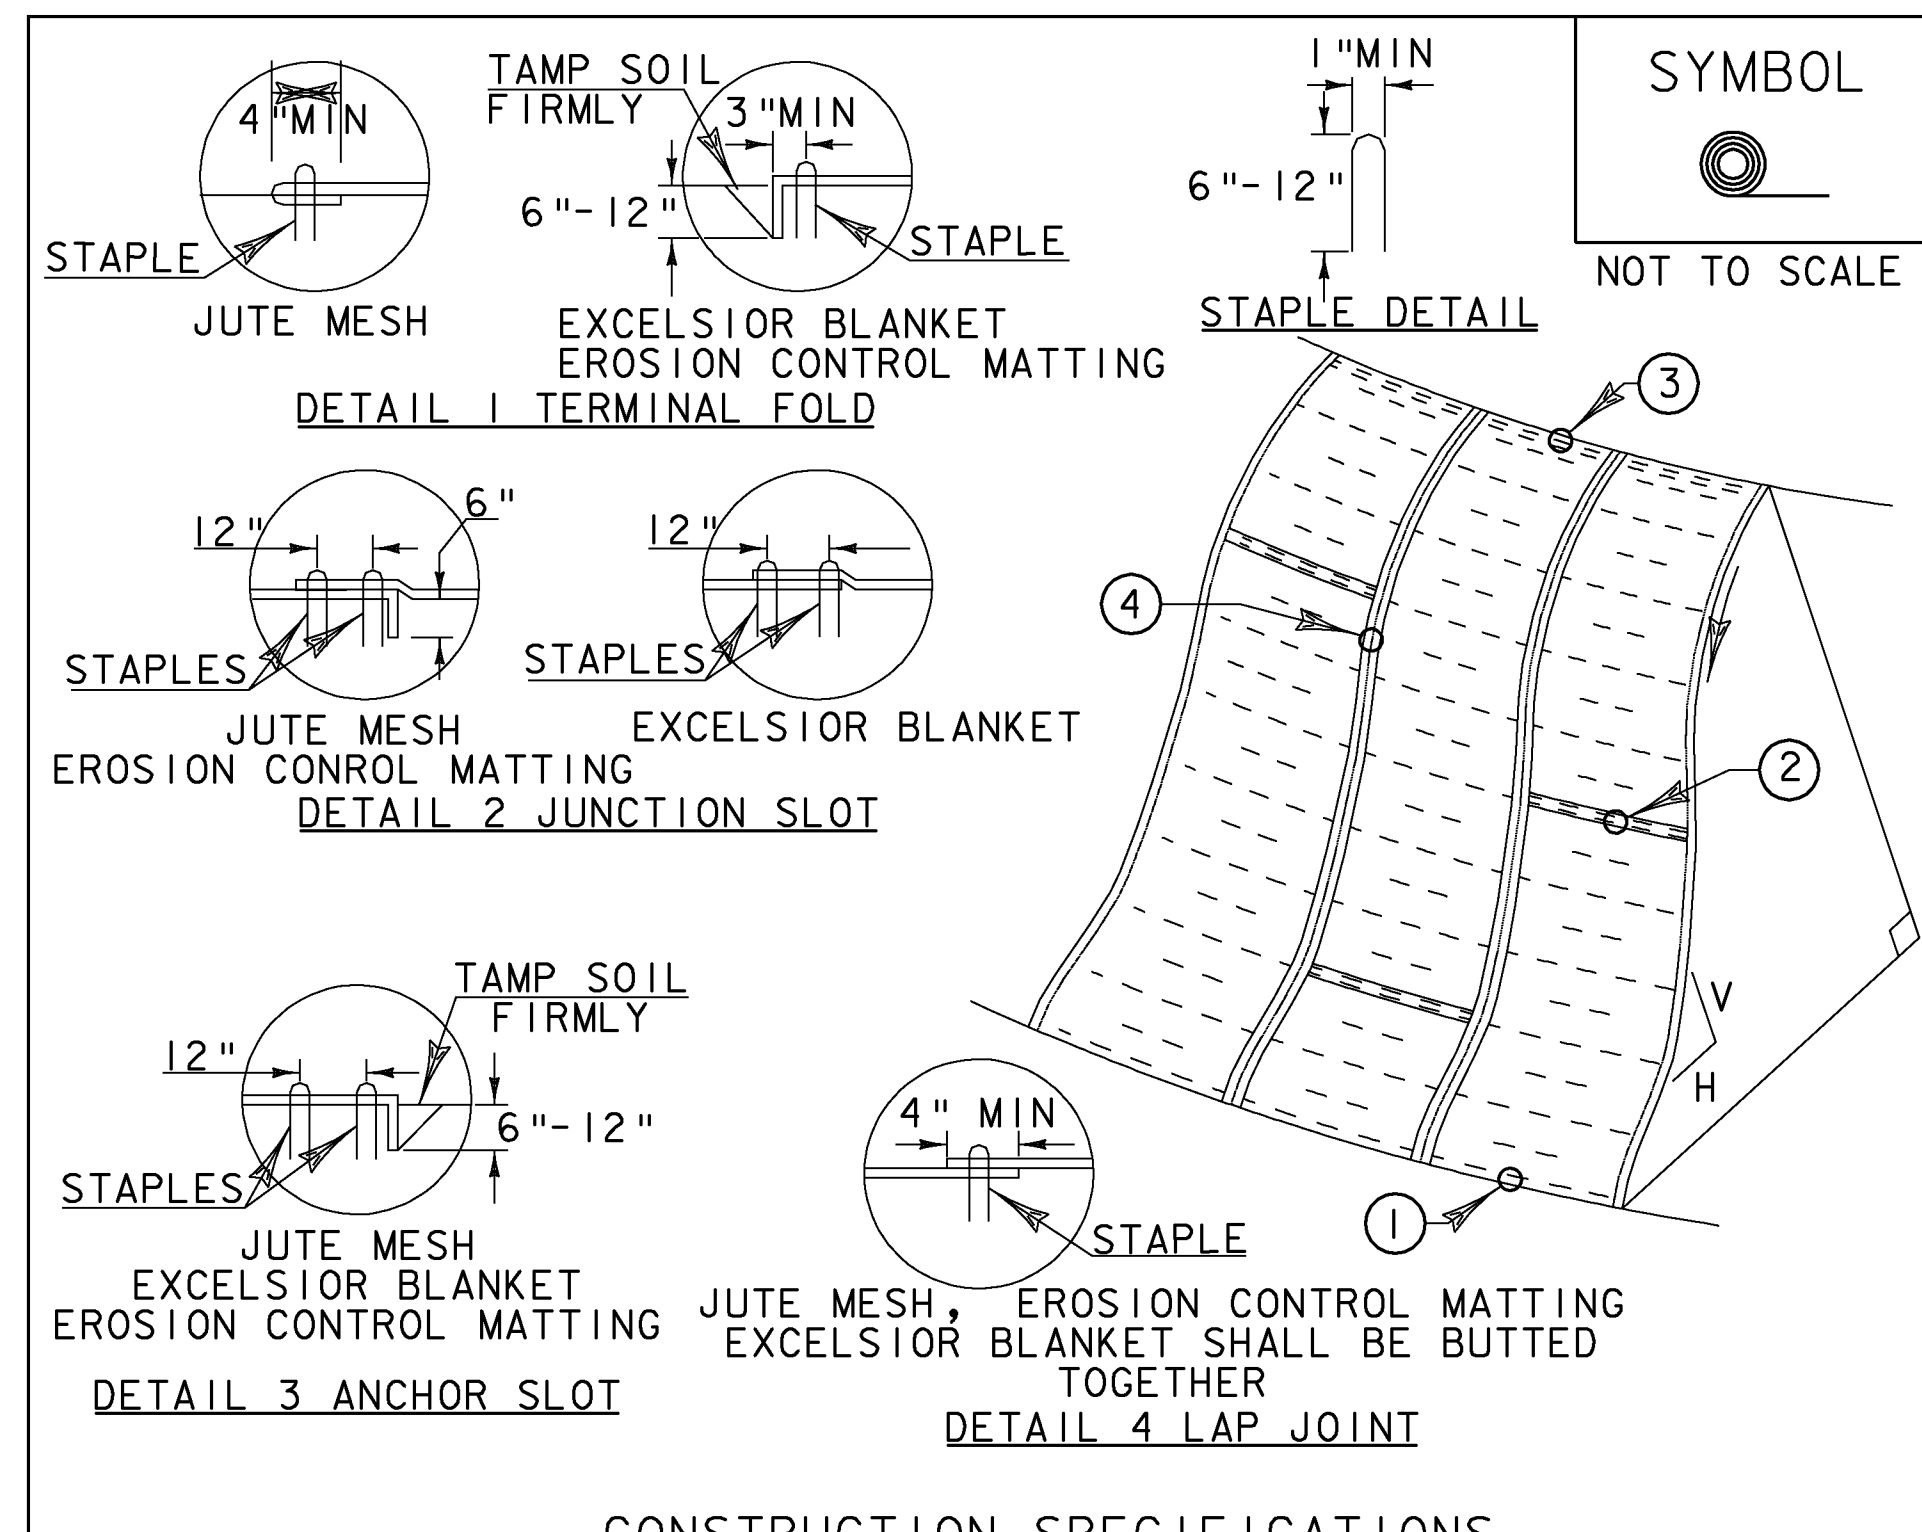 4"MIN
STAPLE
JUTE MESH
TAMP SOIL
FIRMLY
3"MIN
6"-12"
STAPLE
EXCELSIOR BLANKET
EROSION CONTROL MATTING
DETAIL 1 TERMINAL FOLD
1"MIN
6"-12"
STAPLE DETAIL
SYMBOL
NOT TO SCALE
12"
6"
STAPLES
JUTE MESH
EROSION CONROL MATTING
12"
STAPLES
EXCELSIOR BLANKET
DETAIL 2 JUNCTION SLOT
3
4
2
V
H
1
TAMP SOIL
FIRMLY
12"
6"-12"
STAPLES
JUTE MESH
EXCELSIOR BLANKET
EROSION CONTROL MATTING
DETAIL 3 ANCHOR SLOT
4" MIN
STAPLE
JUTE MESH, EROSION CONTROL MATTING
EXCELSIOR BLANKET SHALL BE BUTTED
TOGETHER
DETAIL 4 LAP JOINT
CONSTRUCTION SPECIFICATIONS